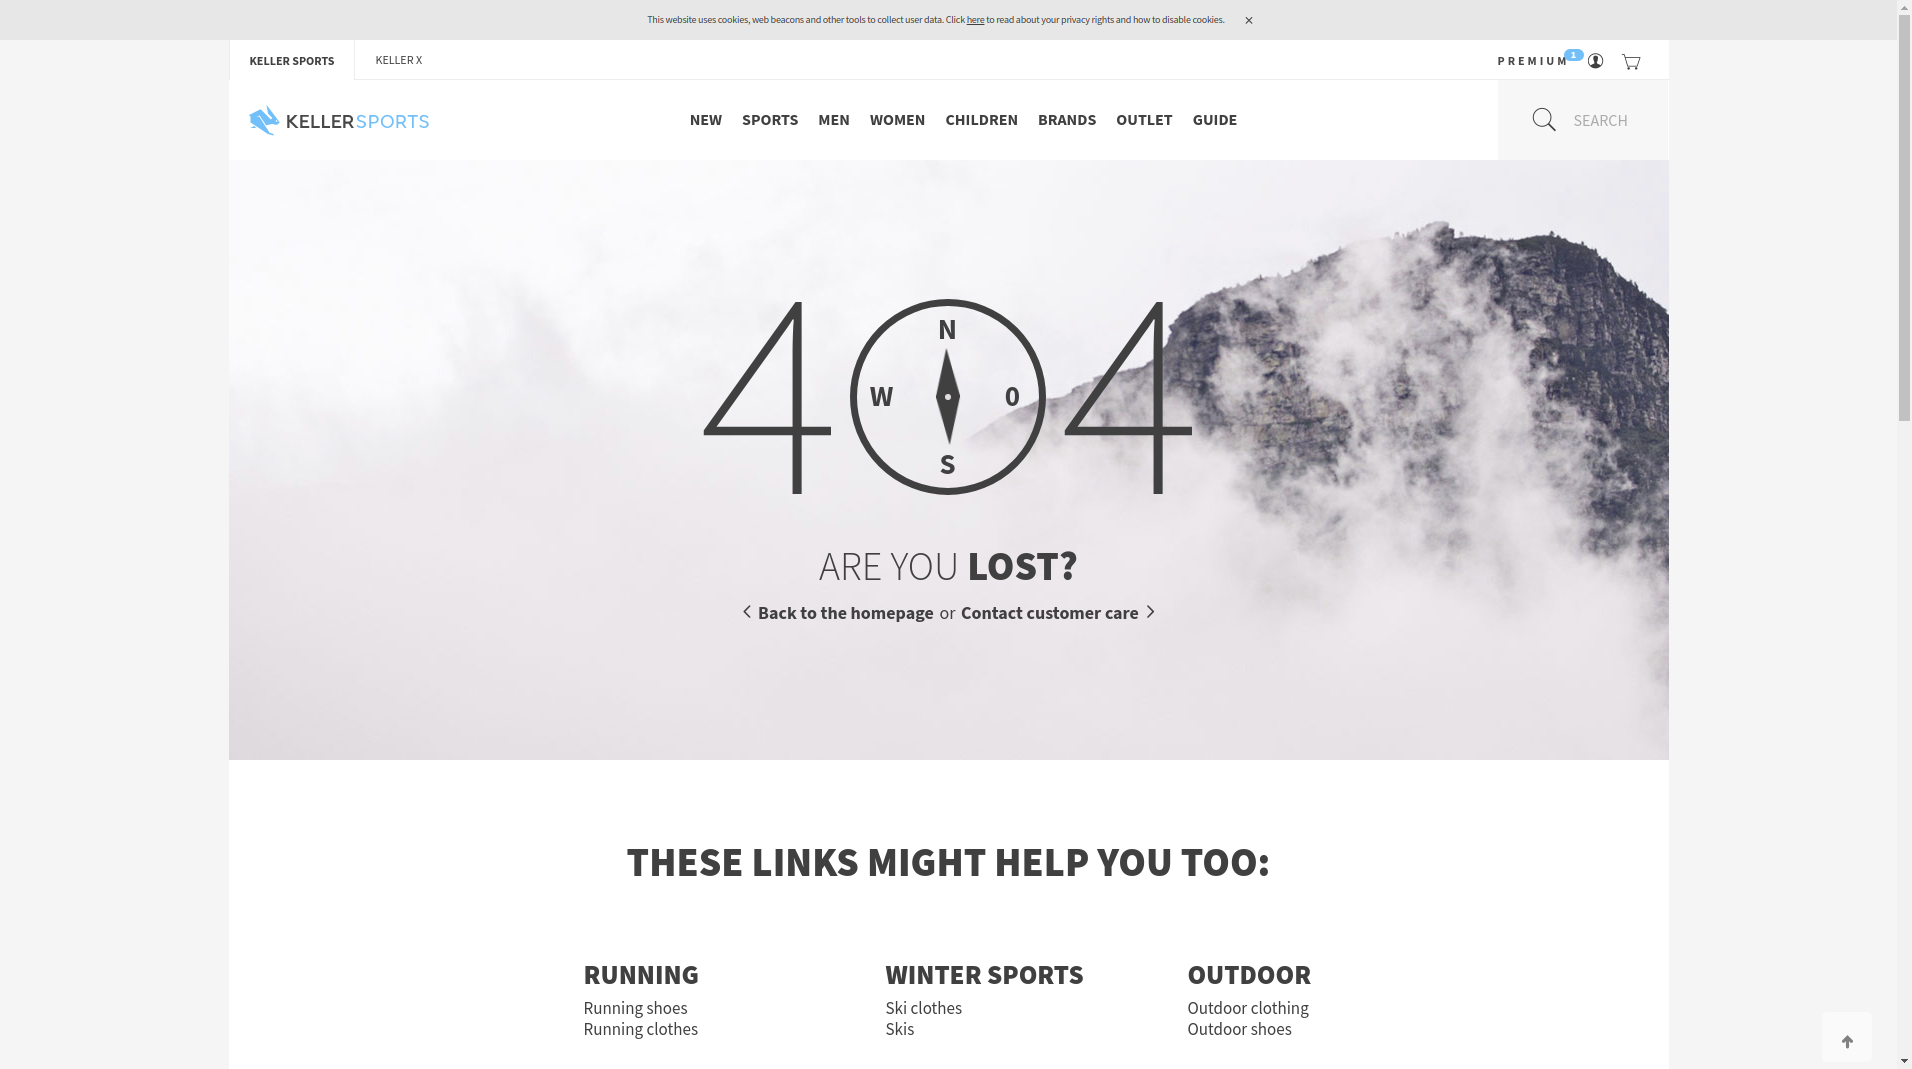 This website uses cookies, web beacons and other tools to collect user data. Click here to read about your privacy rights and how to disable cookies. ×
KELLER SPORTS
KELLER X
PREMIUM 1
KELLERSPORTS
NEW SPORTS MEN WOMEN CHILDREN BRANDS OUTLET GUIDE
SEARCH
4 4
N
W O
S
ARE YOU LOST?
Back to the homepage or Contact customer care
THESE LINKS MIGHT HELP YOU TOO:
RUNNING
Running shoes
Running clothes
WINTER SPORTS
Ski clothes
Skis
OUTDOOR
Outdoor clothing
Outdoor shoes